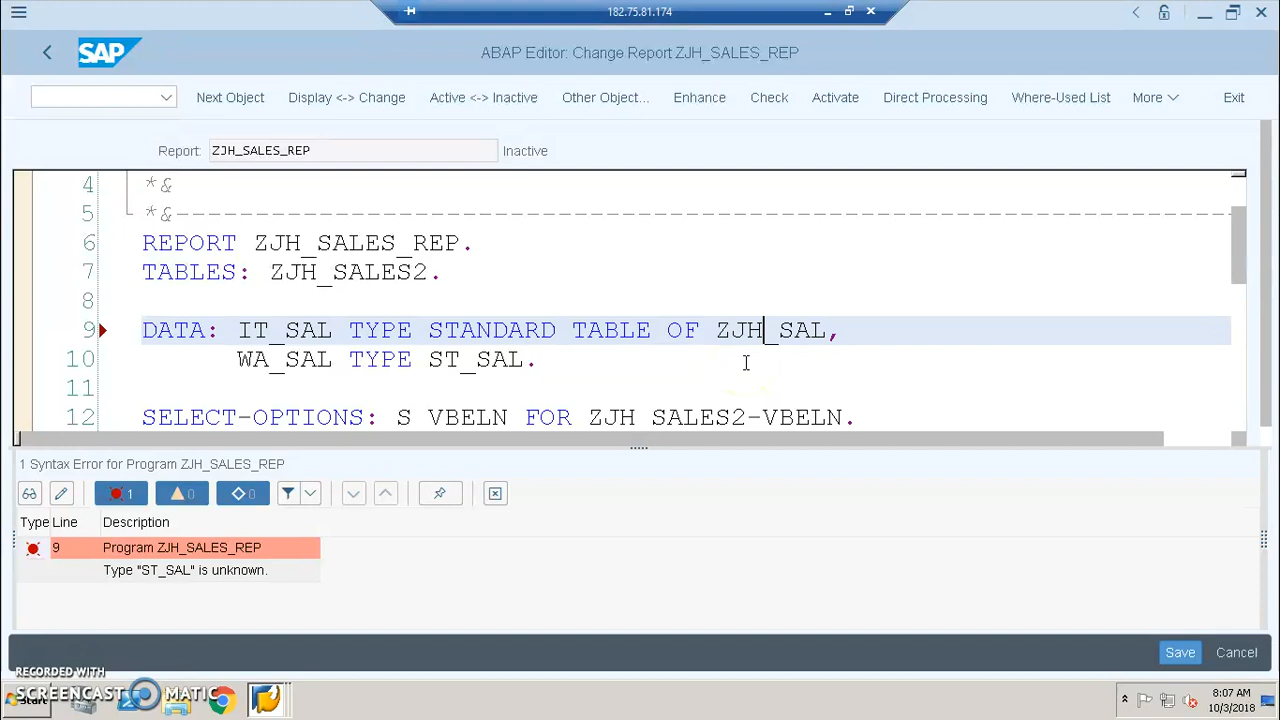 182.75.81.174
SAP
ABAP Editor: Change Report ZJH_SALES_REP
Next Object Display <-> Change Active <-> Inactive Other Object... Enhance Check Activate Direct Processing Where-Used List More Exit
Report: ZJH_SALES_REP Inactive
4 *&
5 *&---------------------------------------------------------------------
6 REPORT ZJH_SALES_REP.
7 TABLES: ZJH_SALES2.
8
9 DATA: IT_SAL TYPE STANDARD TABLE OF ZJH_SAL,
10 WA_SAL TYPE ST_SAL.
11
12 SELECT-OPTIONS: S_VBELN FOR ZJH_SALES2-VBELN.
1 Syntax Error for Program ZJH_SALES_REP
1 0 0
Type Line Description
9 Program ZJH_SALES_REP
Type "ST_SAL" is unknown.
Save Cancel
RECORDED WITH
SCREENCAST MATIC
Start
8:07 AM
10/3/2018